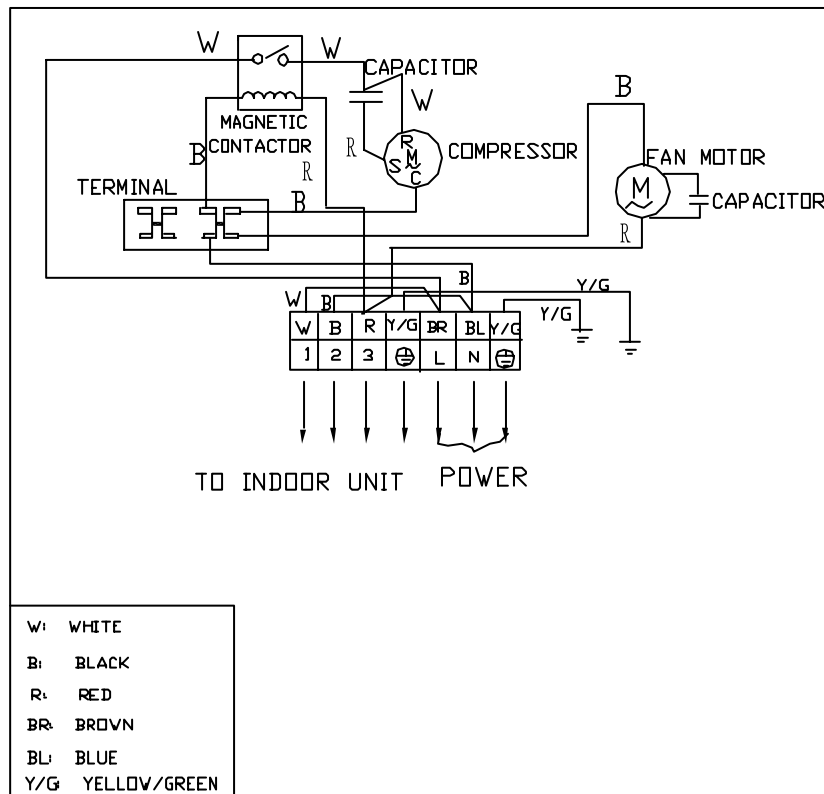 W
W
CAPACITOR
W
MAGNETIC
CONTACTOR
B
R
R
R
M
S
C
COMPRESSOR
B
FAN MOTOR
M
CAPACITOR
R
TERMINAL
B
B
Y/G
Y/G
W
B
W B R Y/G BR BL Y/G
1 2 3 L N
TO INDOOR UNIT
POWER
W: WHITE
B: BLACK
R: RED
BR: BROWN
BL: BLUE
Y/G: YELLOW/GREEN